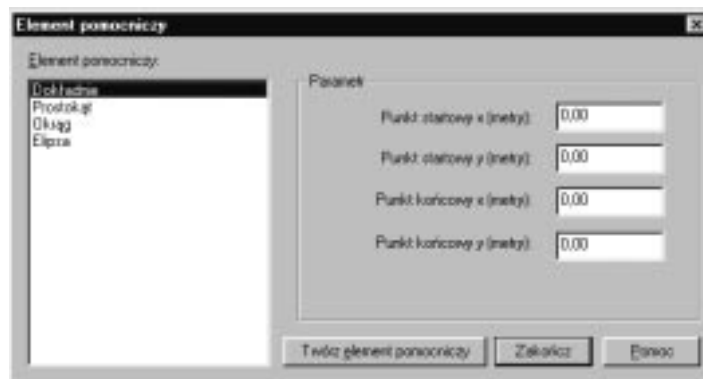 Element pomocniczy
Element pomocniczy:
Dokładnie
Prostokąt
Okrąg
Elipsa
Parametr
Punkt startowy x (metry):
0,00
Punkt startowy y (metry):
0,00
Punkt końcowy x (metry):
0,00
Punkt końcowy y (metry):
0,00
Twórz element pomocniczy
Zakończ
Pomoc